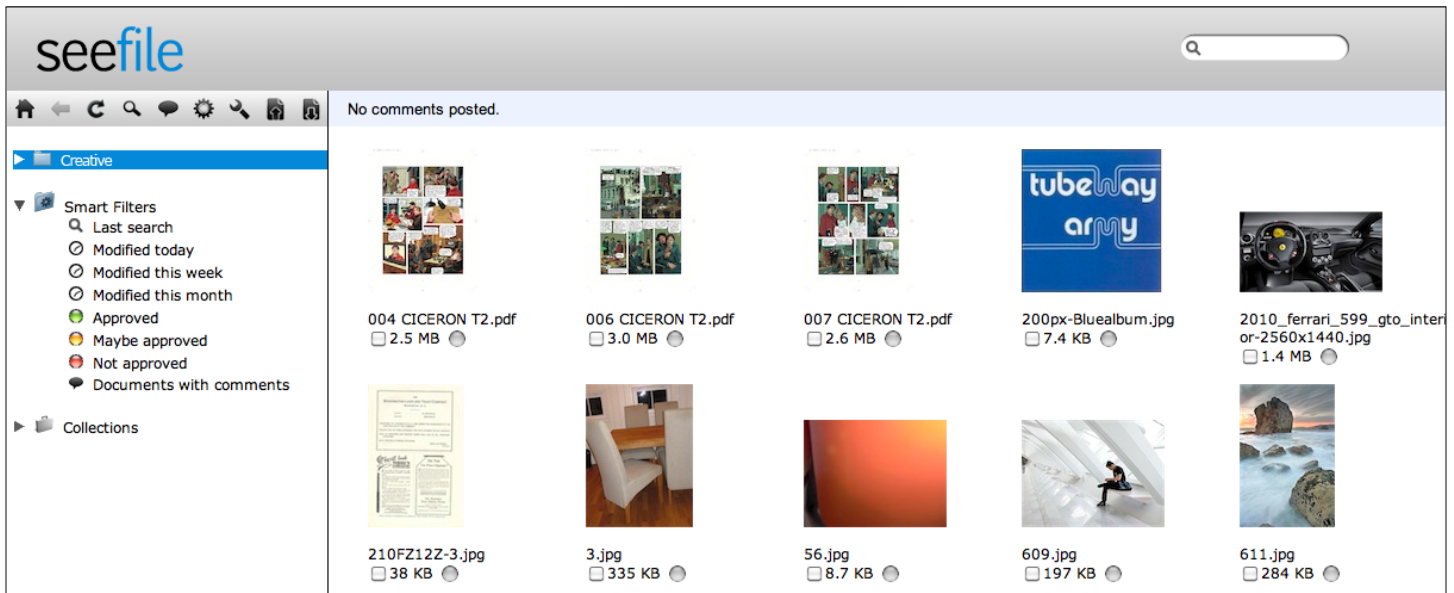 seefile
No comments posted.
Creative
Smart Filters
Last search
Modified today
Modified this week
Modified this month
Approved
Maybe approved
Not approved
Documents with comments
Collections
tubeway
army
004 CICERON T2.pdf
2.5 MB
006 CICERON T2.pdf
3.0 MB
007 CICERON T2.pdf
2.6 MB
200px-Bluealbum.jpg
7.4 KB
2010_ferrari_599_gto_interi
or-2560x1440.jpg
1.4 MB
210FZ12Z-3.jpg
38 KB
3.jpg
335 KB
56.jpg
8.7 KB
609.jpg
197 KB
611.jpg
284 KB